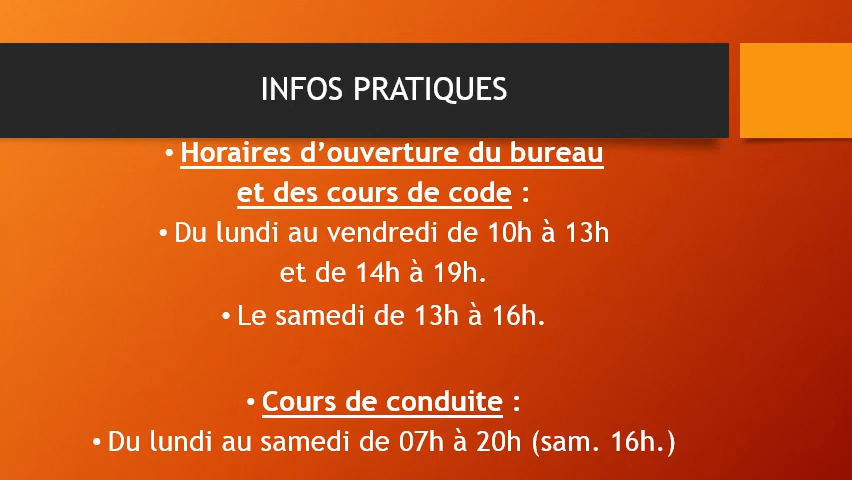 INFOS PRATIQUES
• Horaires d’ouverture du bureau
et des cours de code :
• Du lundi au vendredi de 10h à 13h
et de 14h à 19h.
• Le samedi de 13h à 16h.
• Cours de conduite :
• Du lundi au samedi de 07h à 20h (sam. 16h.)